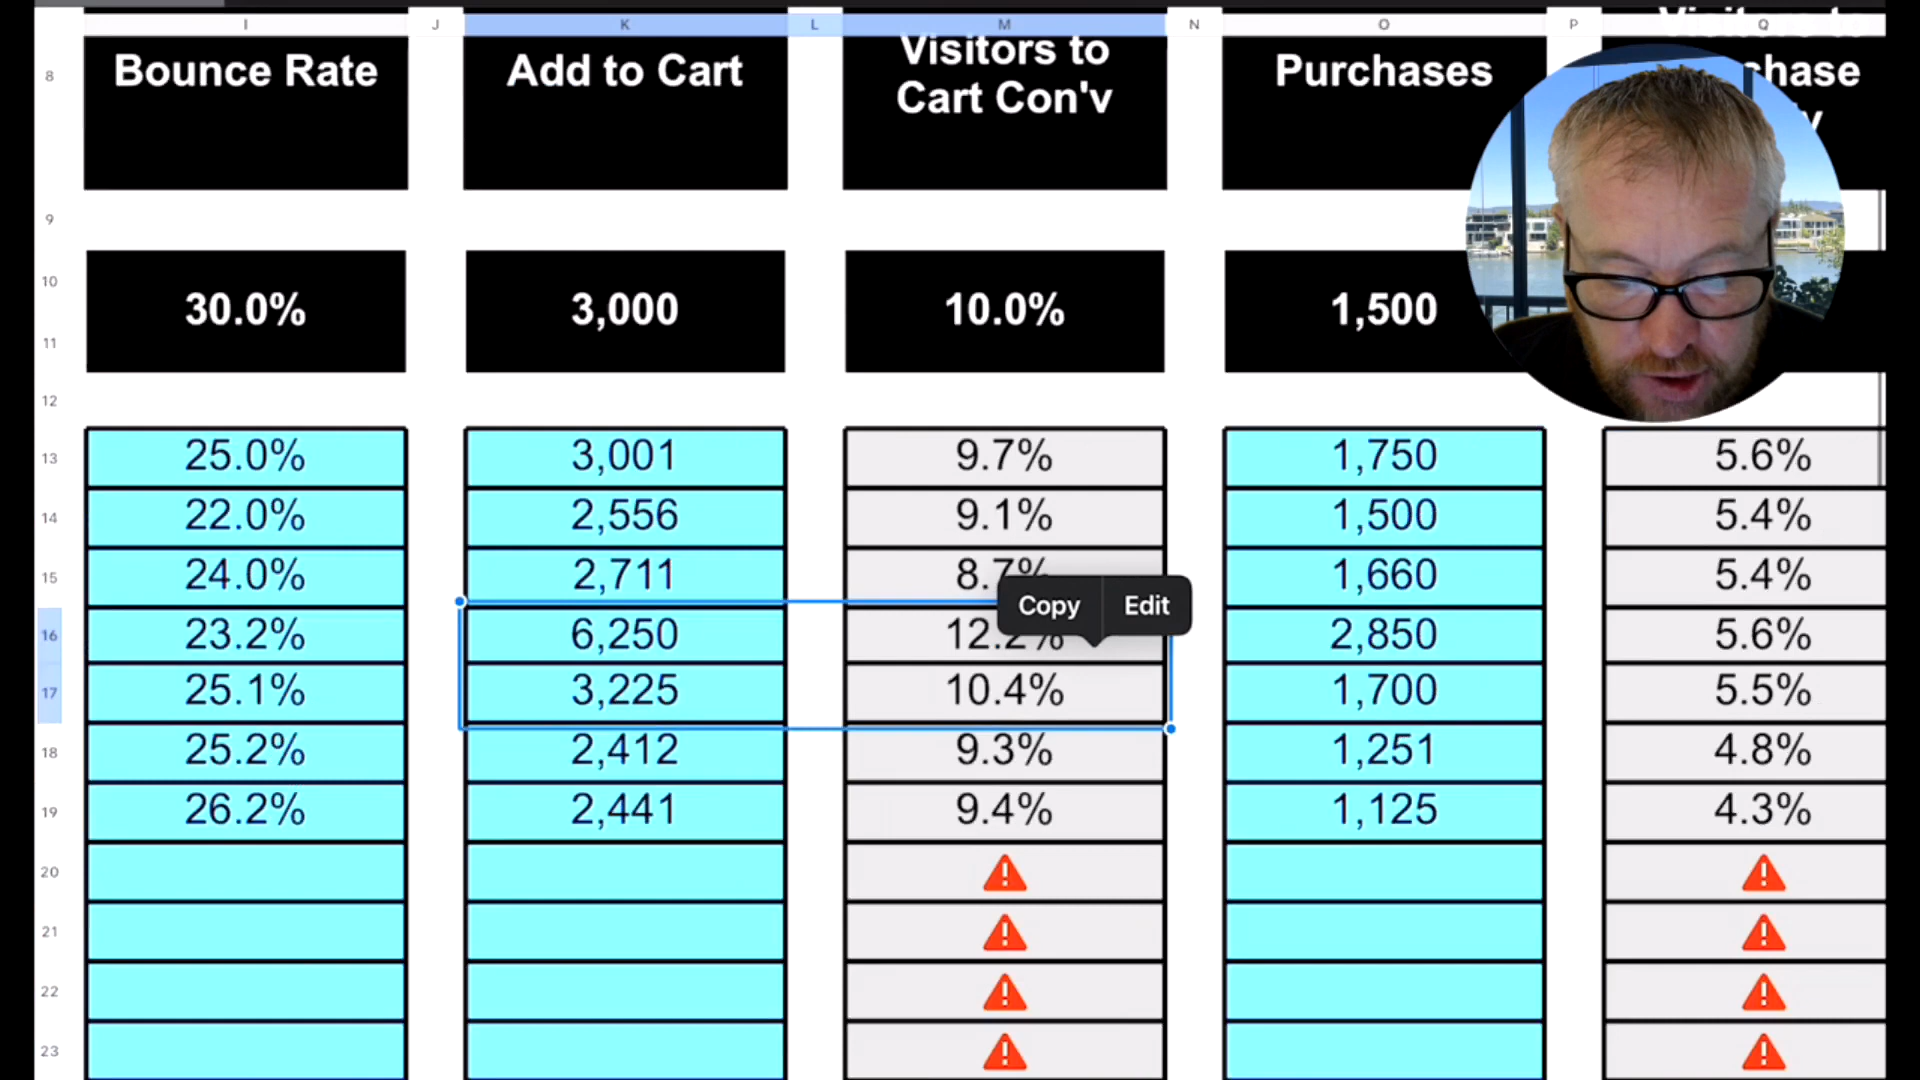 I J K L M N O P Q
8 Bounce Rate Add to Cart Visitors to
Cart Con'v Purchases
9
10 30.0% 3,000 10.0% 1,500
11
12
13 25.0% 3,001 9.7% 1,750 5.6%
14 22.0% 2,556 9.1% 1,500 5.4%
15 24.0% 2,711 8.7% 1,660 5.4%
Copy Edit
16 23.2% 6,250 12.2% 2,850 5.6%
17 25.1% 3,225 10.4% 1,700 5.5%
18 25.2% 2,412 9.3% 1,251 4.8%
19 26.2% 2,441 9.4% 1,125 4.3%
20
21
22
23